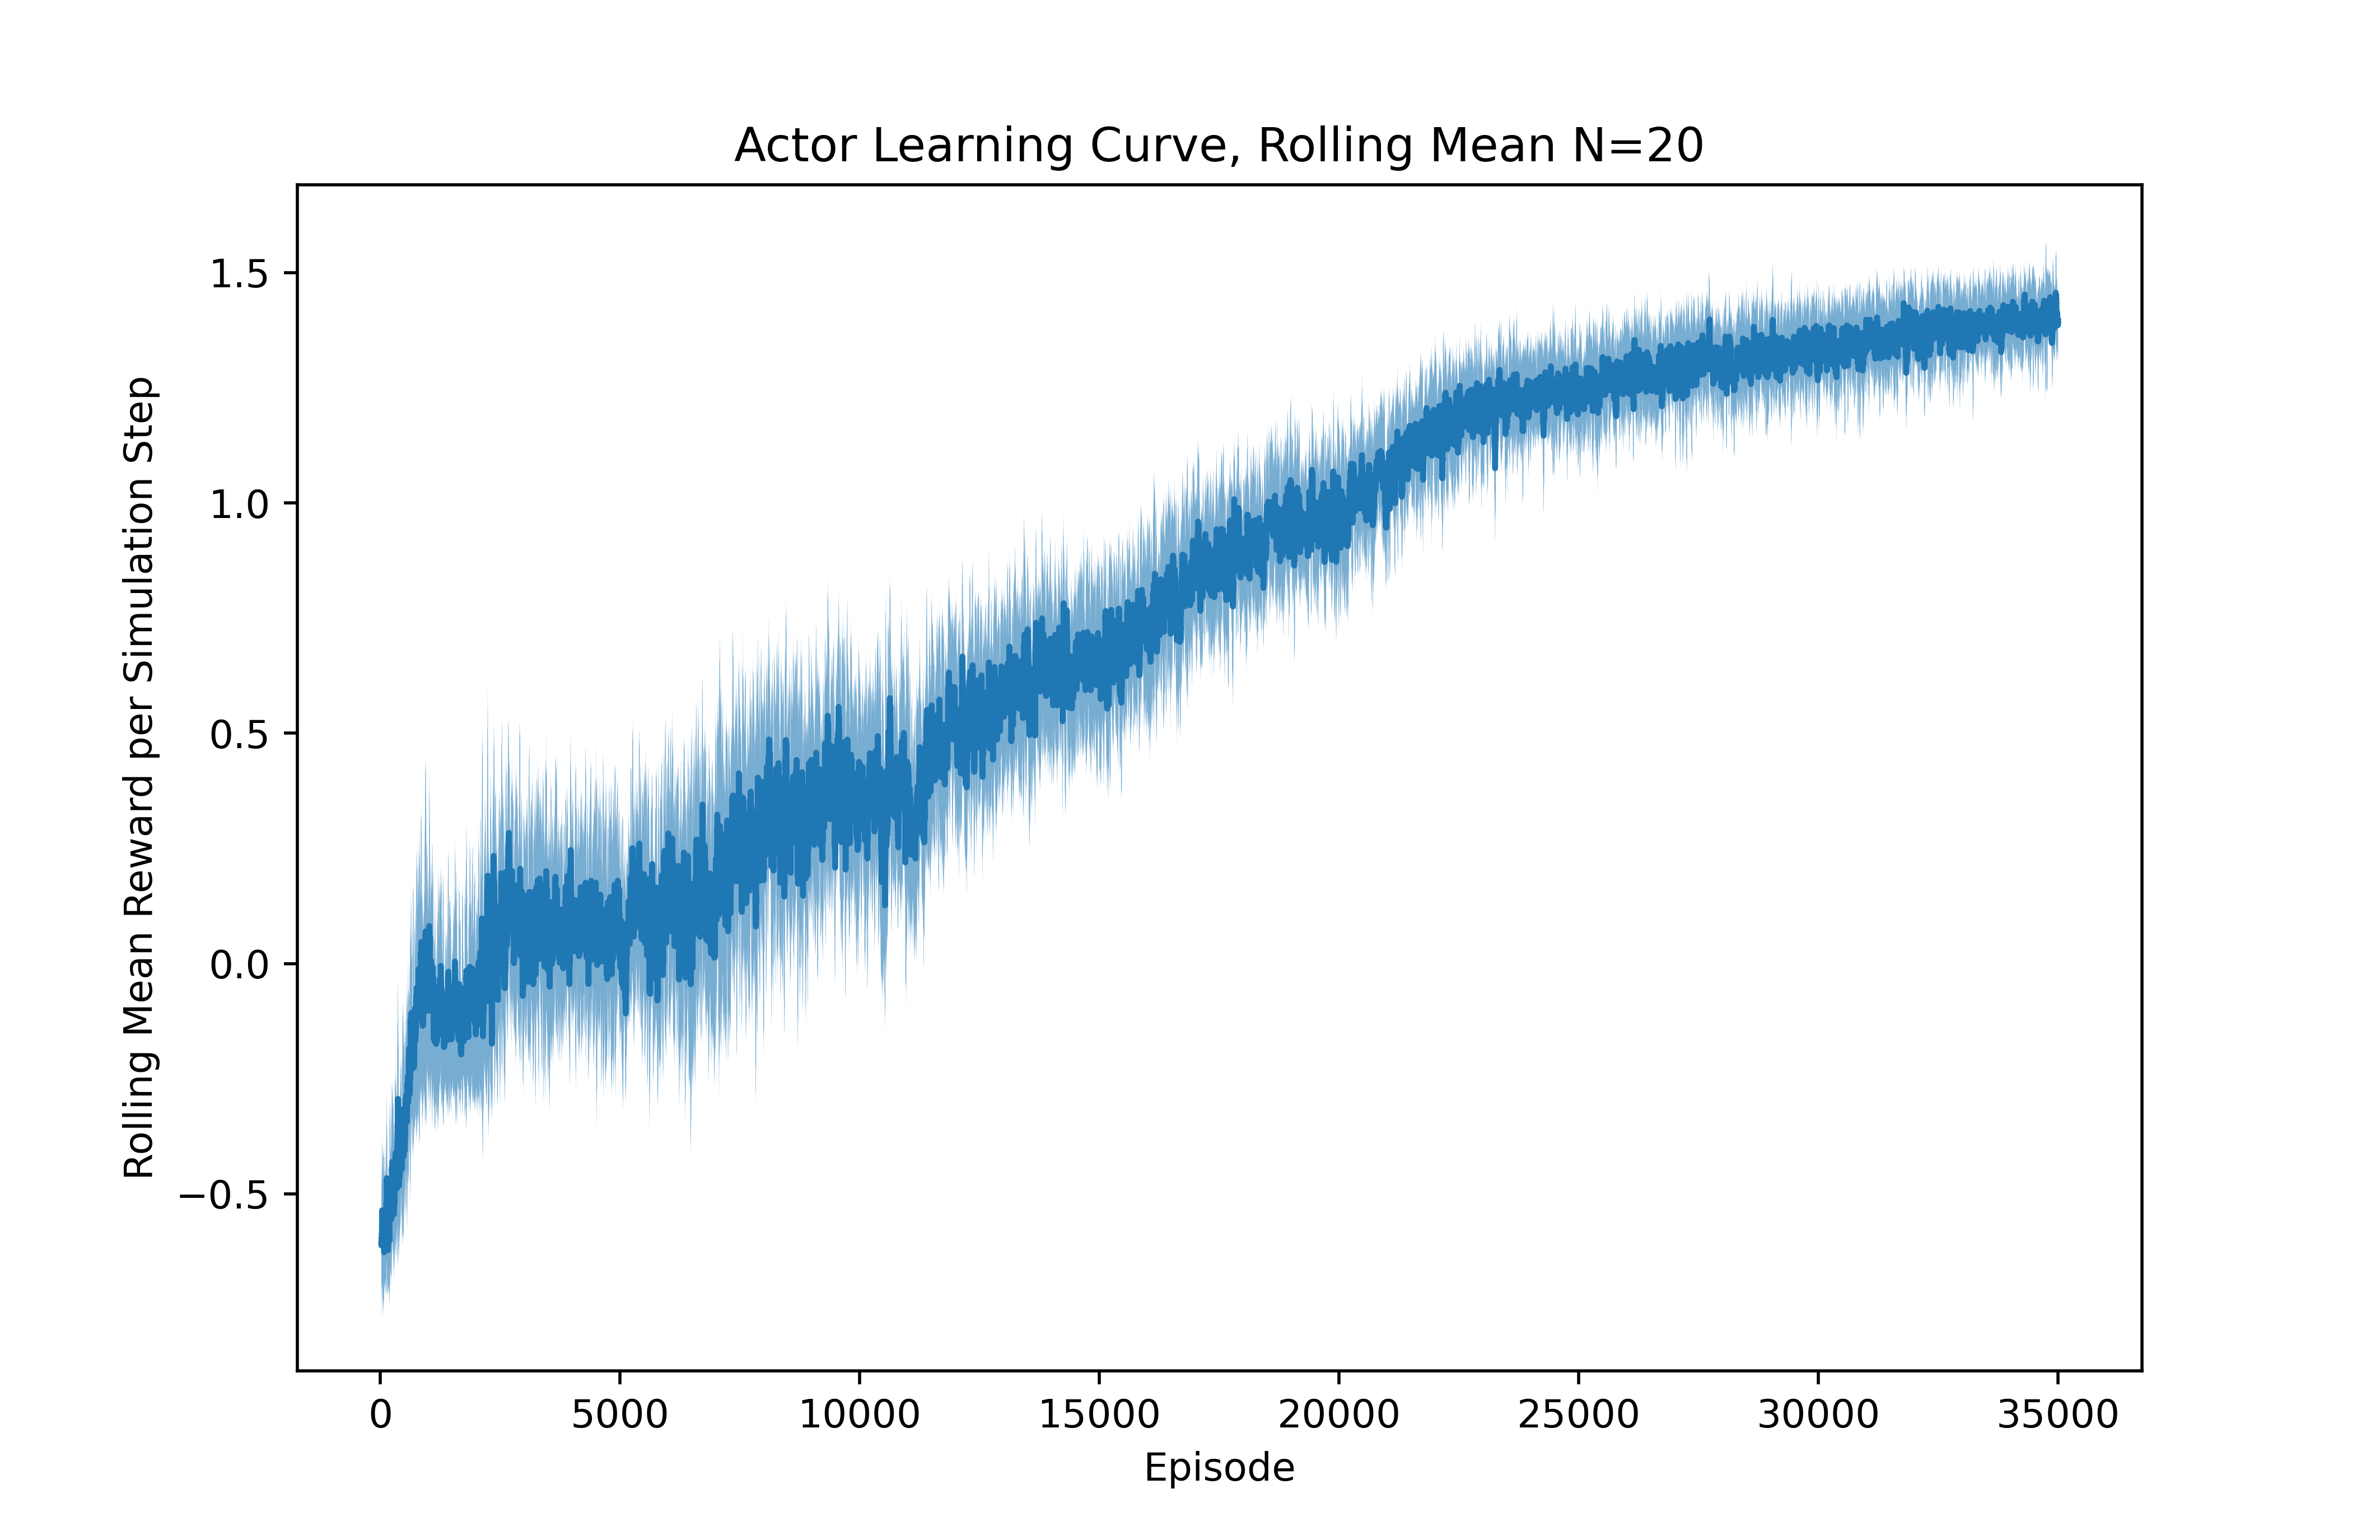 Actor Learning Curve, Rolling Mean N=20
Rolling Mean Reward per Simulation Step
1.5
1.0
0.5
0.0
−0.5
0 5000 10000 15000 20000 25000 30000 35000
Episode